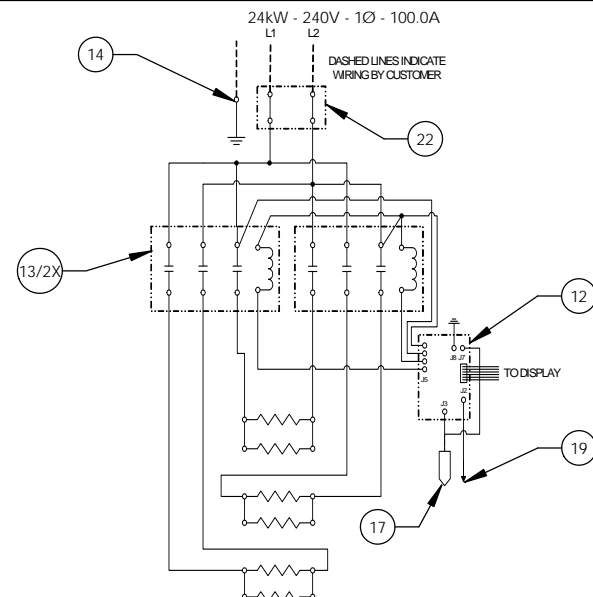 24kW - 240V - 1Ø - 100.0A
L1 L2
DASHED LINES INDICATE
WIRING BY CUSTOMER
14
22
13/2X
12
J8 J7
TO DISPLAY
J5
J2
J3
19
17